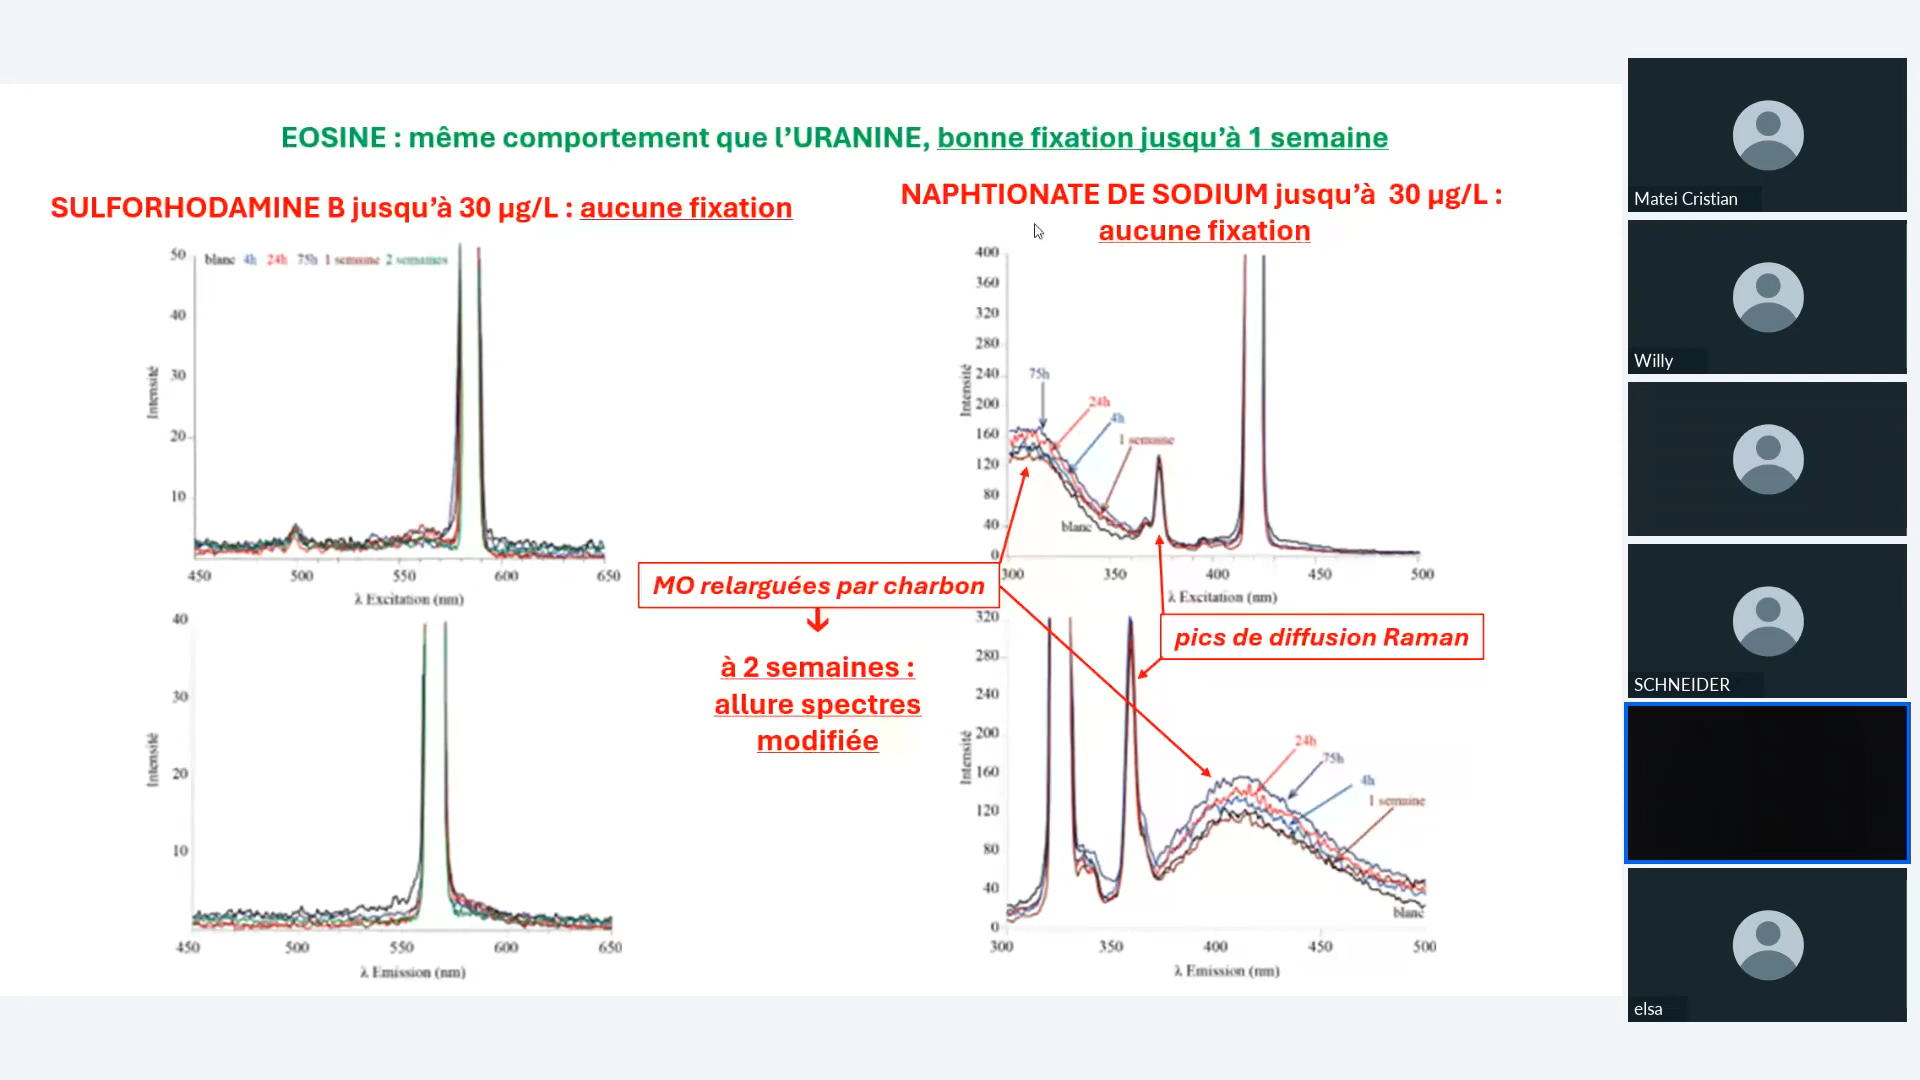 EOSINE : même comportement que l’URANINE, bonne fixation jusqu’à 1 semaine
SULFORHODAMINE B jusqu’à 30 µg/L : aucune fixation
NAPHTIONATE DE SODIUM jusqu’à 30 µg/L :
aucune fixation
50
40
30
20
10
Intensité
blanc 4h 24h 75h 1 semaine 2 semaines
450
550
600
650
λ Excitation (nm)
400
360
320
280
240
200
160
120
80
40
0
Intensité
75h
24h
4h
1 semaine
blanc
300
350
400
450
500
λ Excitation (nm)
MO relarguées par charbon
à 2 semaines :
allure spectres
modifiée
pics de diffusion Raman
40
30
20
10
Intensité
450
500
550
600
650
λ Emission (nm)
320
280
240
200
160
120
80
40
0
Intensité
24h
75h
4h
1 semaine
blanc
300
350
400
450
500
λ Emission (nm)
Matei Cristian
Willy
SCHNEIDER
elsa